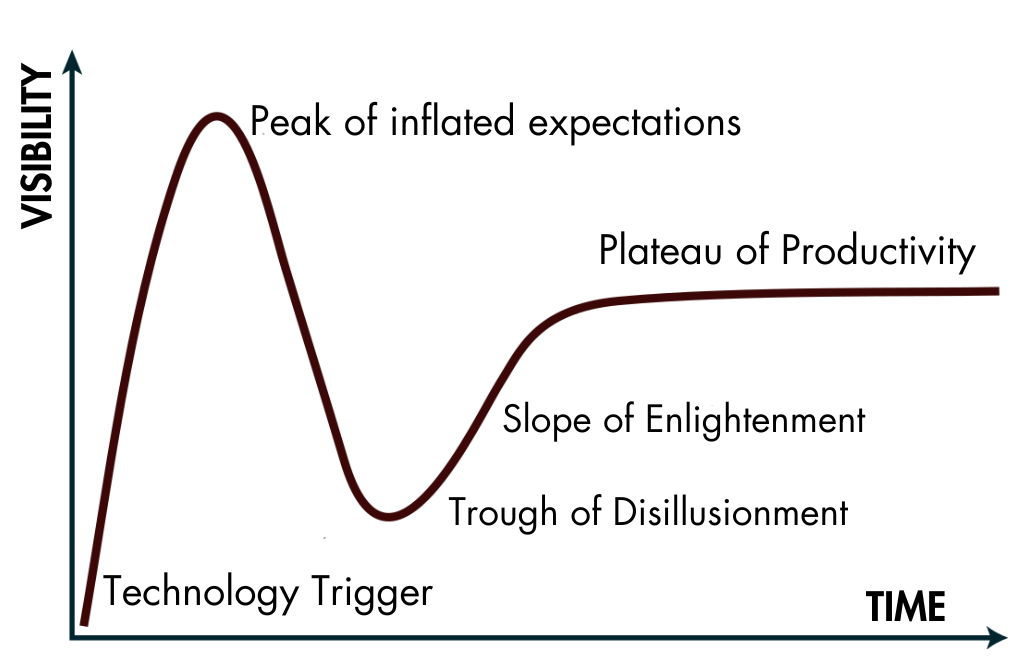 VISIBILITY
Peak of inflated expectations
Plateau of Productivity
Slope of Enlightenment
Trough of Disillusionment
Technology Trigger
TIME